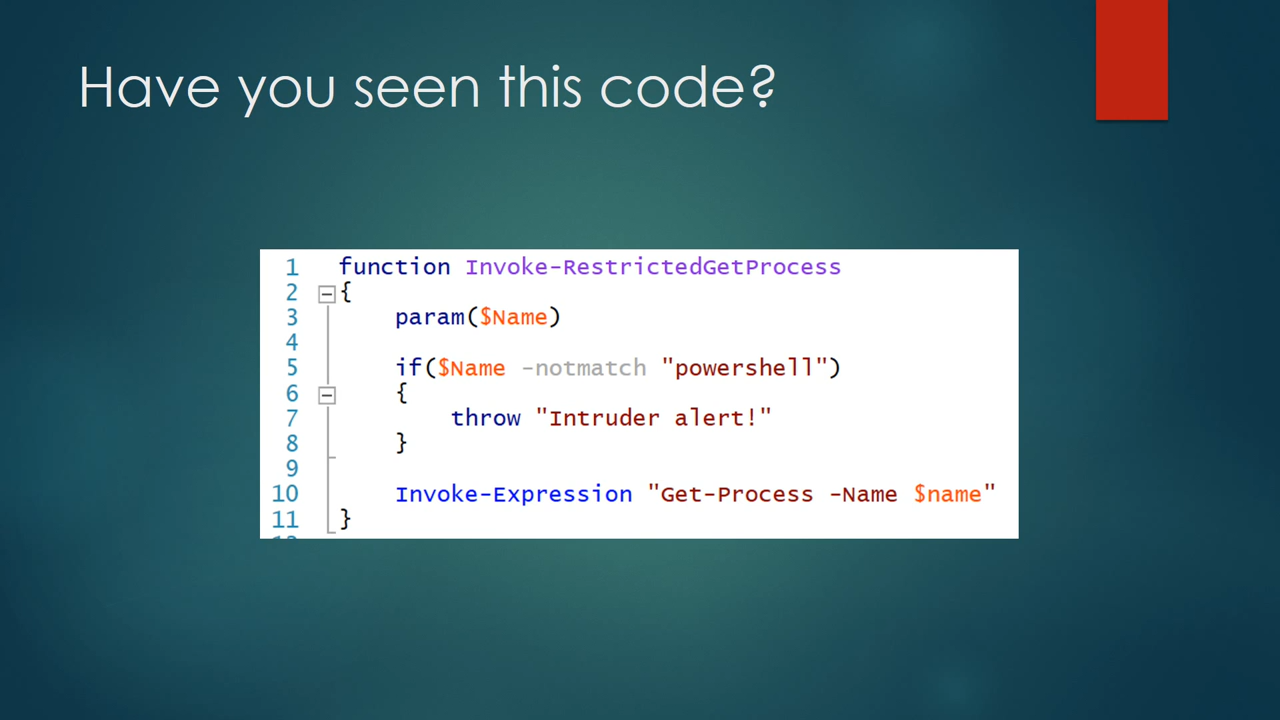 Have you seen this code?
1 function Invoke-RestrictedGetProcess
2 {
3     param($Name)
4
5     if($Name -notmatch "powershell")
6     {
7         throw "Intruder alert!"
8     }
9
10     Invoke-Expression "Get-Process -Name $name"
11 }